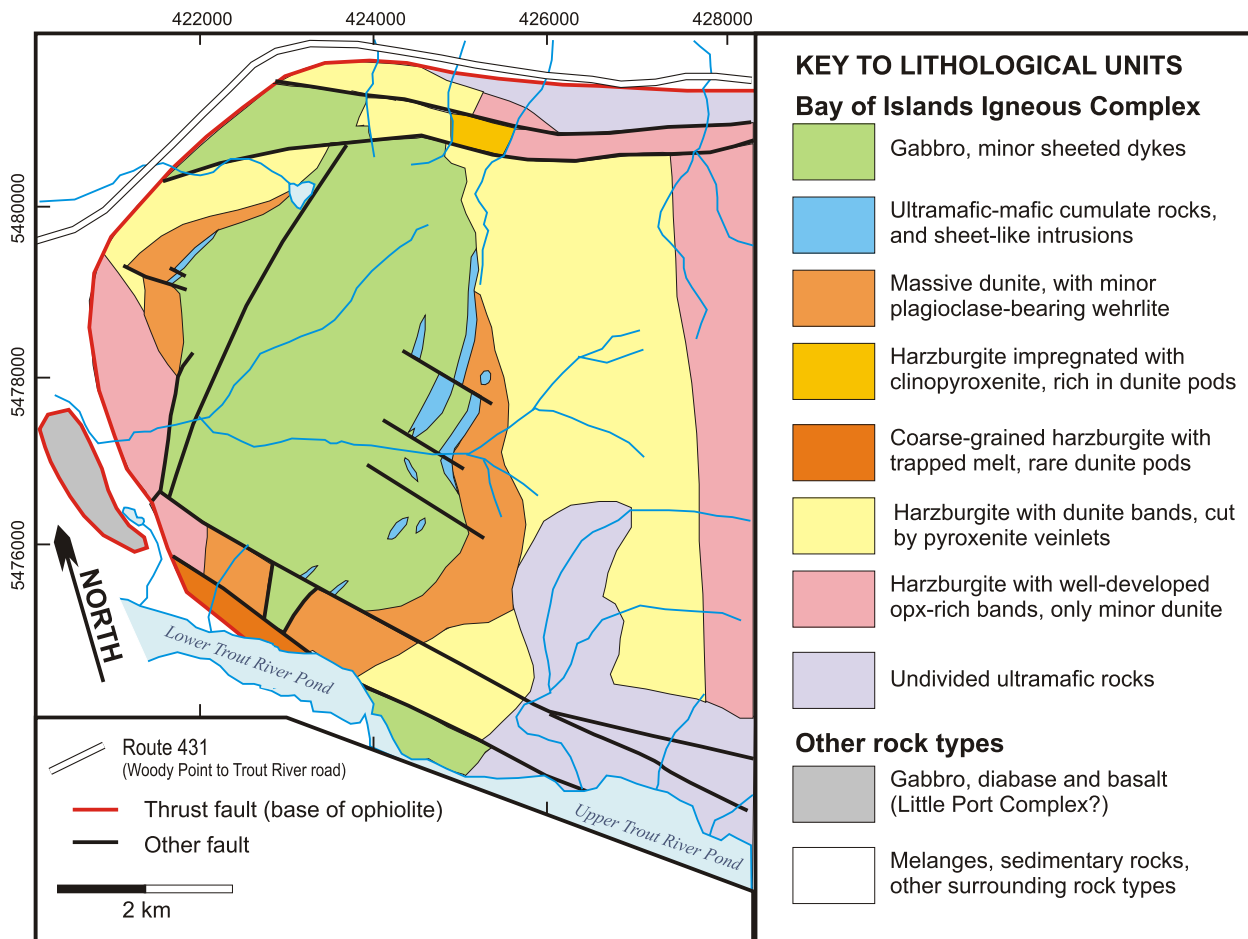 422000
424000
426000
428000
5480000
5478000
5476000
NORTH
Lower Trout River Pond
Upper Trout River Pond
Route 431
(Woody Point to Trout River road)
Thrust fault (base of ophiolite)
Other fault
2 km
KEY TO LITHOLOGICAL UNITS
Bay of Islands Igneous Complex
Gabbro, minor sheeted dykes
Ultramafic-mafic cumulate rocks,
and sheet-like intrusions
Massive dunite, with minor
plagioclase-bearing wehrlite
Harzburgite impregnated with
clinopyroxenite, rich in dunite pods
Coarse-grained harzburgite with
trapped melt, rare dunite pods
Harzburgite with dunite bands, cut
by pyroxenite veinlets
Harzburgite with well-developed
opx-rich bands, only minor dunite
Undivided ultramafic rocks
Other rock types
Gabbro, diabase and basalt
(Little Port Complex?)
Melanges, sedimentary rocks,
other surrounding rock types